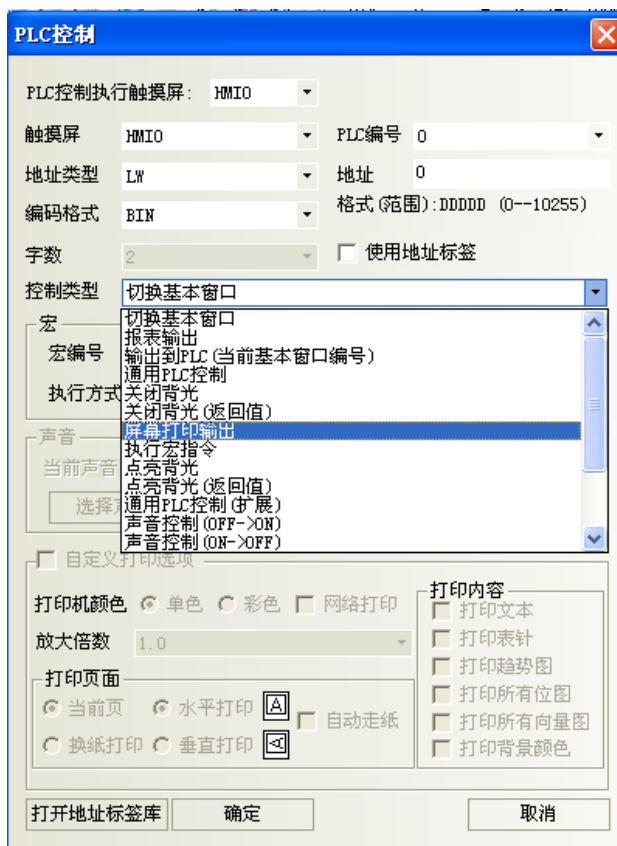 PLC控制
PLC控制执行触摸屏: HMI0
触摸屏 HMI0 PLC编号 0
地址类型 LW 地址 0
编码格式 BIN 格式(范围):DDDDD (0--10255)
字数 2 使用地址标签
控制类型 切换基本窗口
宏
宏编号
执行方式
切换基本窗口
报表输出
输出到PLC(当前基本窗口编号)
通用PLC控制
关闭背光
关闭背光(返回值)
屏幕打印输出
执行宏指令
点亮背光
点亮背光(返回值)
通用PLC控制(扩展)
声音控制(OFF->ON)
声音控制(ON->OFF)
声音
当前声音
选择
自定义打印选项
打印机颜色 单色 彩色 网络打印
放大倍数 1.0
打印页面
当前页 水平打印 A
换纸打印 垂直打印 A
自动走纸
打印内容
打印文本
打印表针
打印趋势图
打印所有位图
打印所有向量图
打印背景颜色
打开地址标签库 确定 取消